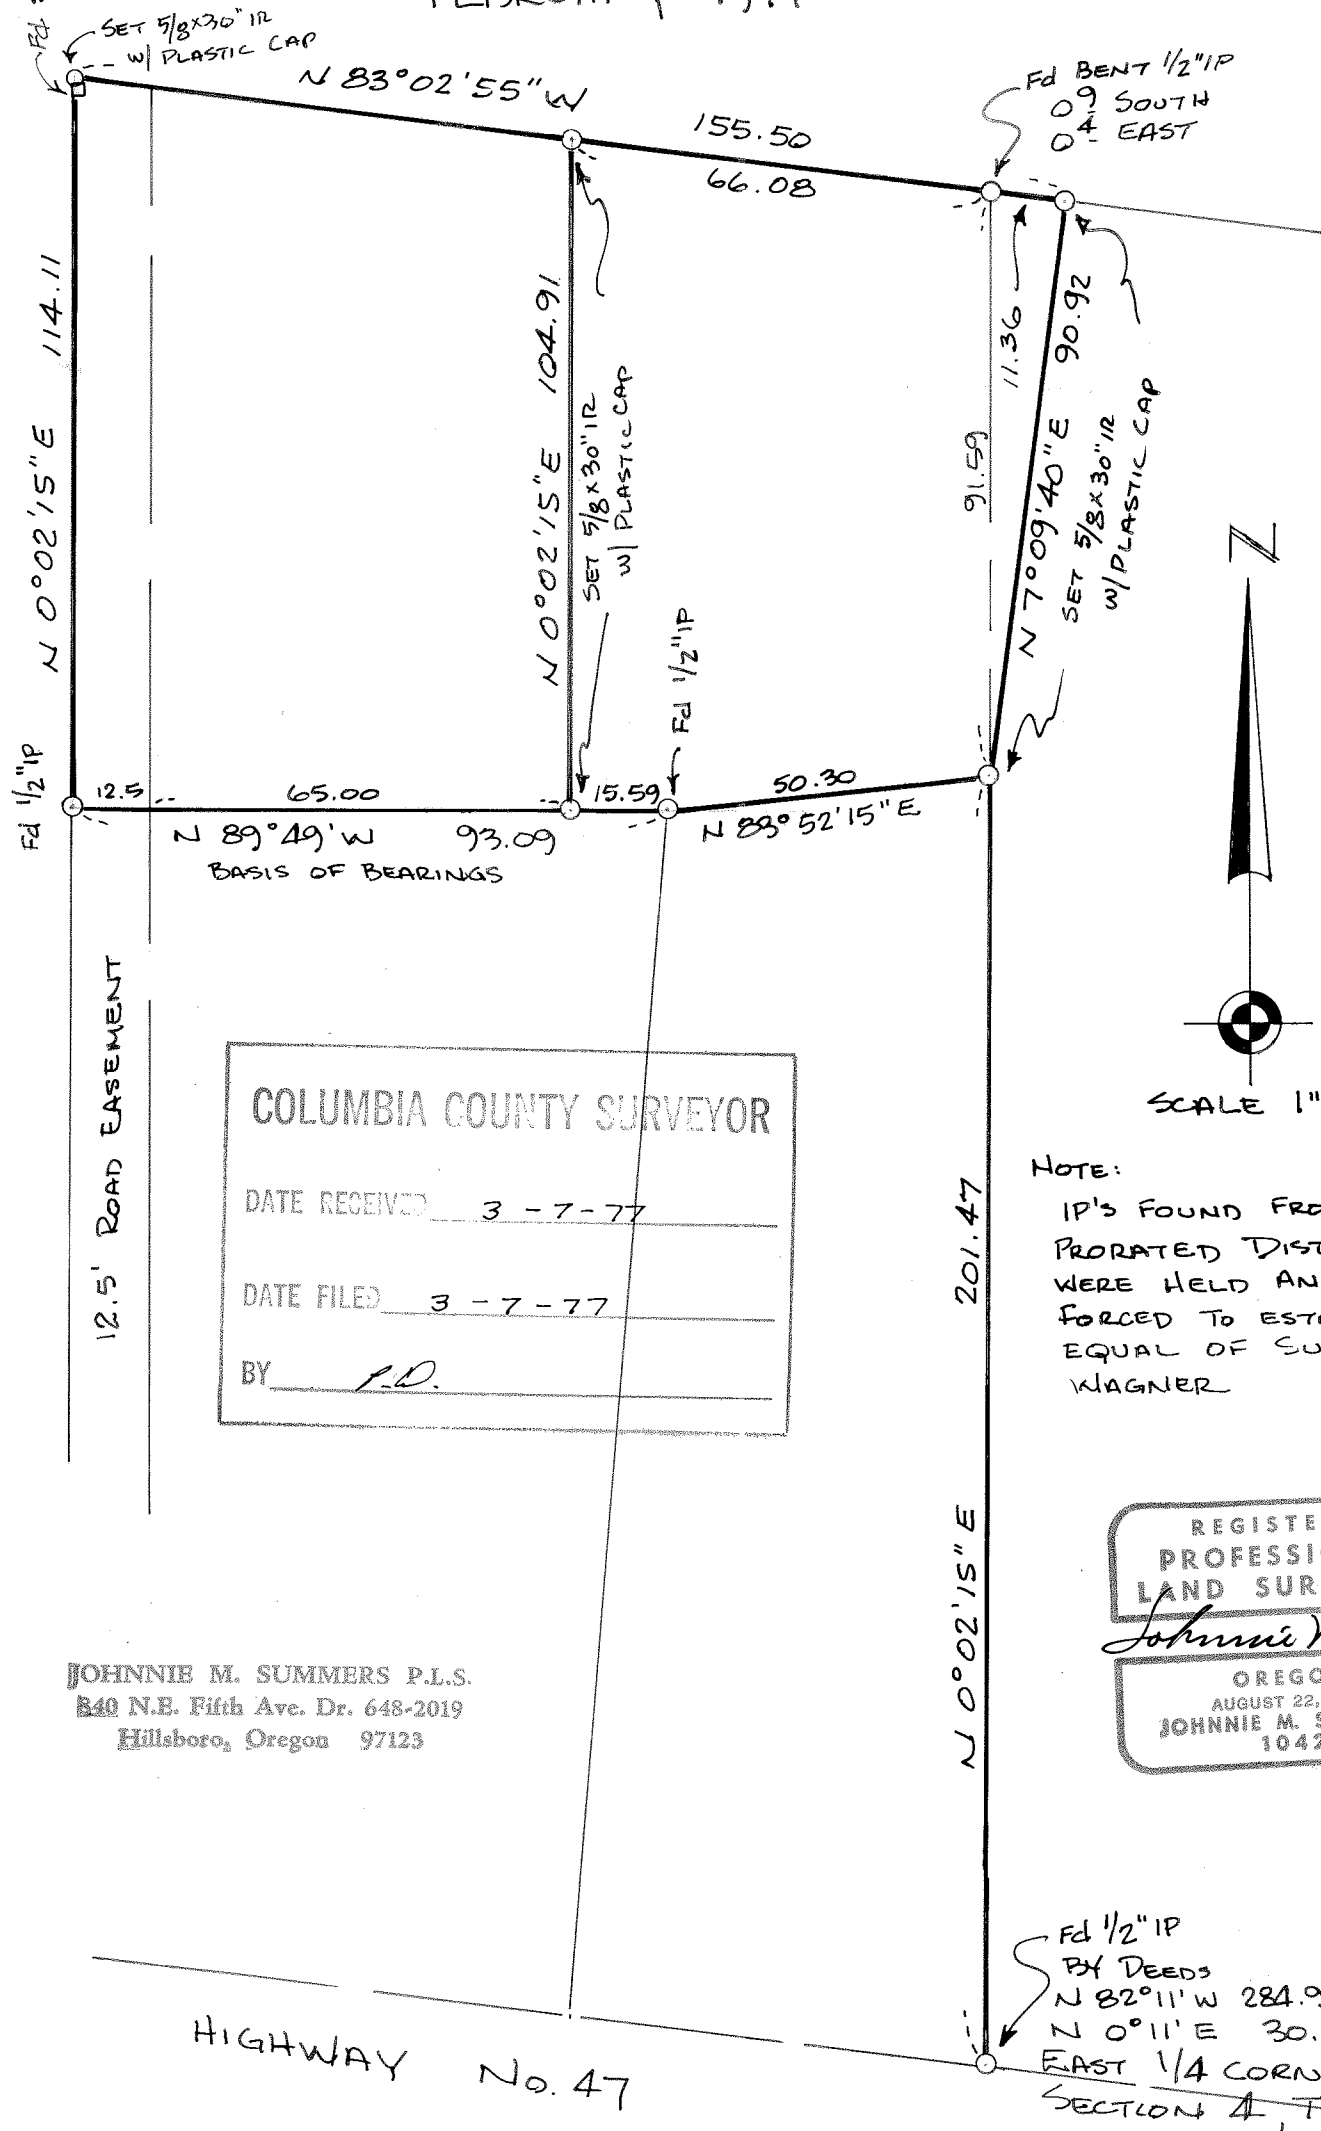 SET 5/8x30" IR
w/ PLASTIC CAP
Fd
N 83°02'55" W
155.50
66.08
Fd BENT 1/2" IP
0.9 SOUTH
0.4 EAST
N 0°02'15" E 114.11
N 0°02'15" E 104.91
SET 5/8x30" IR
w/ PLASTIC CAP
91.59
11.36
N 7°09'40" E 90.92
SET 5/8x30" IR
w/ PLASTIC CAP
N
Fd 1/2" IP
Fd 1/2" IP
12.5
65.00
15.59
50.30
N 89°49' W 93.09
BASIS OF BEARINGS
N 83°52'15" E
12.5' ROAD EASEMENT
COLUMBIA COUNTY SURVEYOR
DATE RECEIVED 3-7-77
DATE FILED 3-7-77
BY P.D.
SCALE 1"
NOTE:
IP'S FOUND FRO
PRORATED DIST
WERE HELD AN
FORCED TO EST
EQUAL OF SU
WAGNER
201.47
N 0°02'15" E
REGISTE
PROFESSI
LAND SUR
Johnnie
OREGO
AUGUST 22,
JOHNNIE M. S
1042
JOHNNIE M. SUMMERS P.L.S.
840 N.E. Fifth Ave. Dr. 648-2019
Hillsboro, Oregon 97123
Fd 1/2" IP
BY DEEDS
N 82°11' W 284.9
N 0°11' E 30.
EAST 1/4 CORN
SECTION 4, T
HIGHWAY No. 47